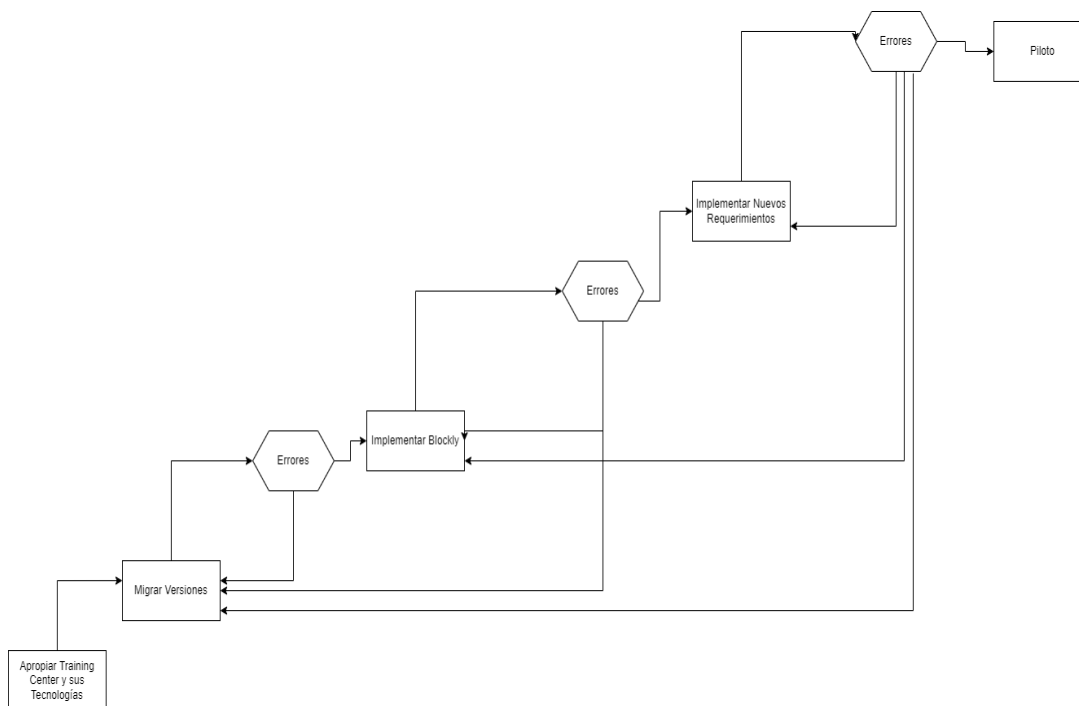 Errores
Piloto
Implementar Nuevos
Requerimientos
Errores
Implementar Blockly
Errores
Migrar Versiones
Apropiar Training
Center y sus
Tecnologías